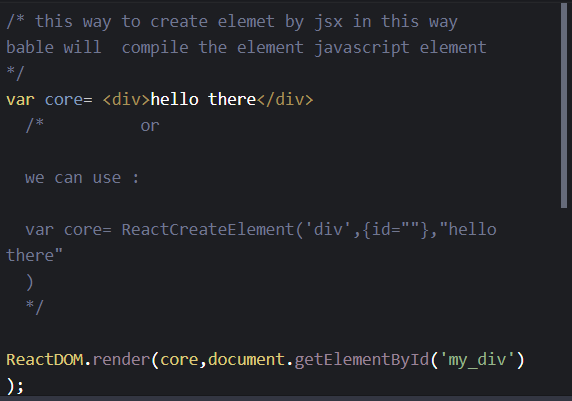 /* this way to create elemet by jsx in this way
bable will  compile the element javascript element
*/
var core= <div>hello there</div>
  /*          or
  we can use :
  var core= ReactCreateElement('div',{id=""},"hello
there"
  )
  */
ReactDOM.render(core,document.getElementById('my_div')
);